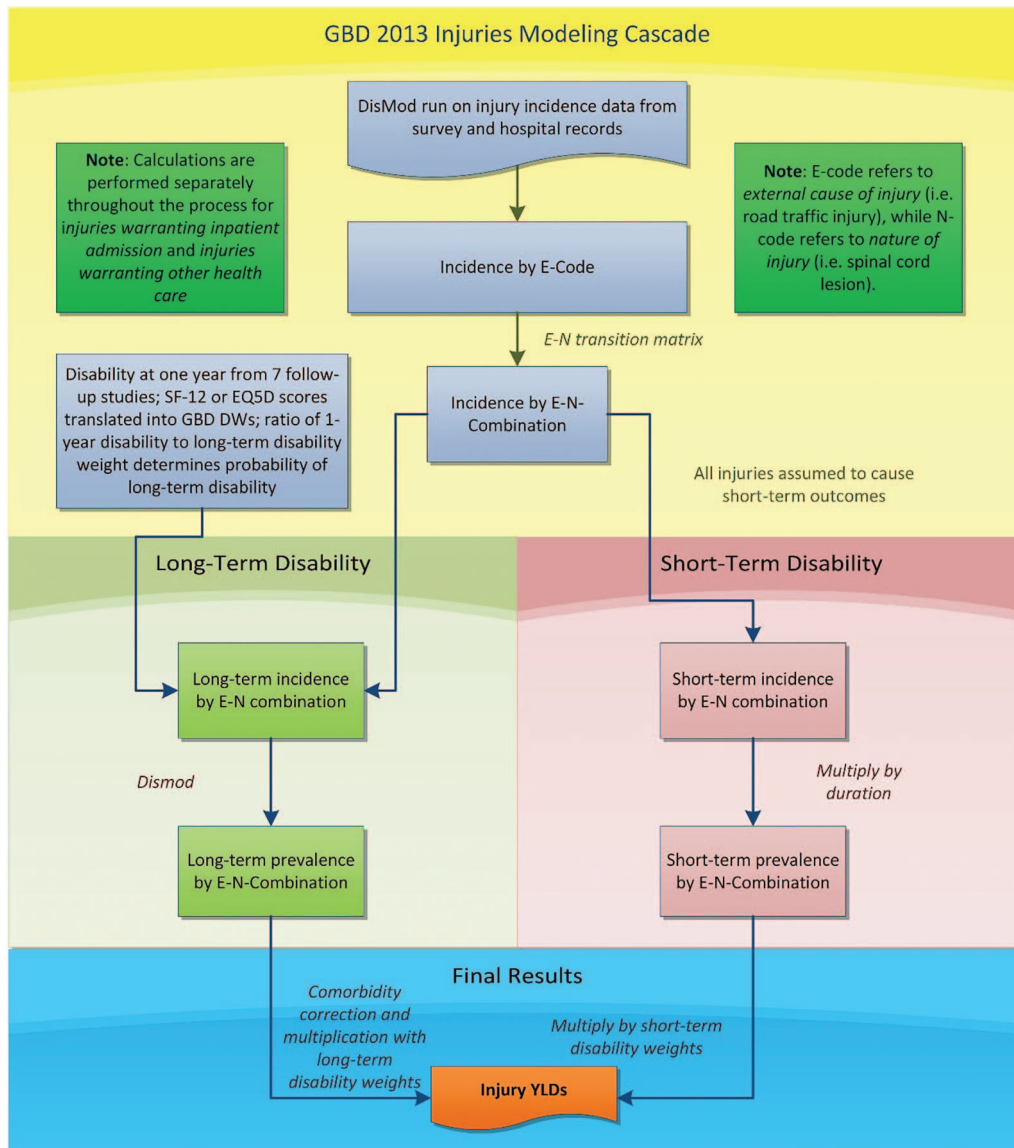 GBD 2013 Injuries Modeling Cascade
DisMod run on injury incidence data from
survey and hospital records
Note: Calculations are
performed separately
throughout the process for
injuries warranting inpatient
admission and injuries
warranting other health
care
Note: E-code refers to
external cause of injury (i.e.
road traffic injury), while N-
code refers to nature of
injury (i.e. spinal cord
lesion).
Incidence by E-Code
E-N transition matrix
Disability at one year from 7 follow-
up studies; SF-12 or EQ5D scores
translated into GBD DWs; ratio of 1-
year disability to long-term disability
weight determines probability of
long-term disability
Incidence by E-N-
Combination
All injuries assumed to cause
short-term outcomes
Long-Term Disability
Short-Term Disability
Long-term incidence
by E-N combination
Short-term incidence
by E-N combination
Dismod
Multiply by
duration
Long-term prevalence
by E-N-Combination
Short-term prevalence
by E-N-Combination
Final Results
Comorbidity
correction and
multiplication with
long-term
disability weights
Multiply by short-term
disability weights
Injury YLDs